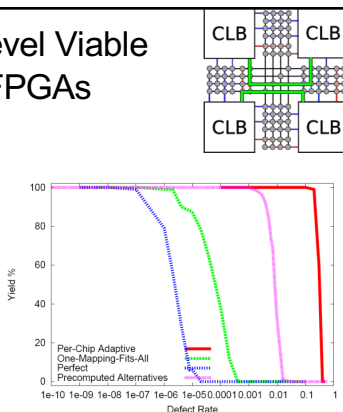 evel Viable
FPGAs
CLB CLB
CLB CLB
100
80
60
40
20
0
Yield %
Per-Chip Adaptive
One-Mapping-Fits-All
Perfect
Precomputed Alternatives
1e-10 1e-09 1e-08 1e-07 1e-06 1e-05 0.0001 0.001 0.01 0.1 1
Defect Rate